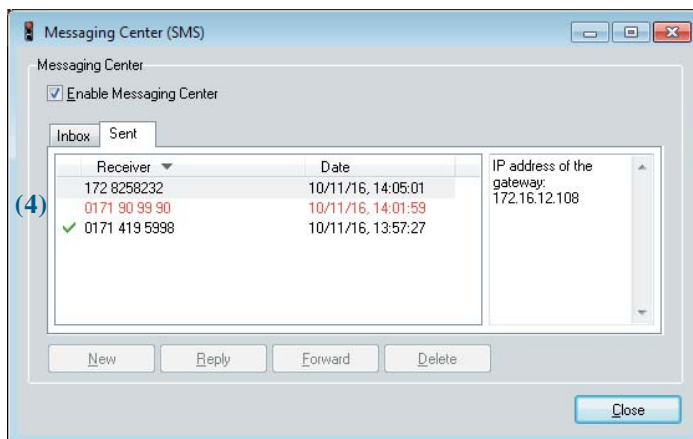 Messaging Center (SMS)
Messaging Center
Enable Messaging Center
Inbox Sent
Receiver Date
172 8258232 10/11/16, 14:05:01
(4) 0171 90 99 90 10/11/16, 14:01:59
0171 419 5998 10/11/16, 13:57:27
IP address of the
gateway:
172.16.12.108
New Reply Forward Delete
Close